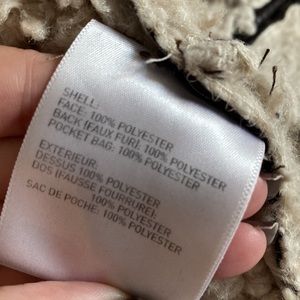 SHELL:
FACE: 100% POLYESTER
BACK (FAUX FUR): 100% POLYESTER
POCKET BAG: 100% POLYESTER
EXTERIEUR:
DESSUS 100% POLYESTER
DOS (FAUSSE FOURRURE):
100% POLYESTER
SAC DE POCHE: 100% POLYESTER